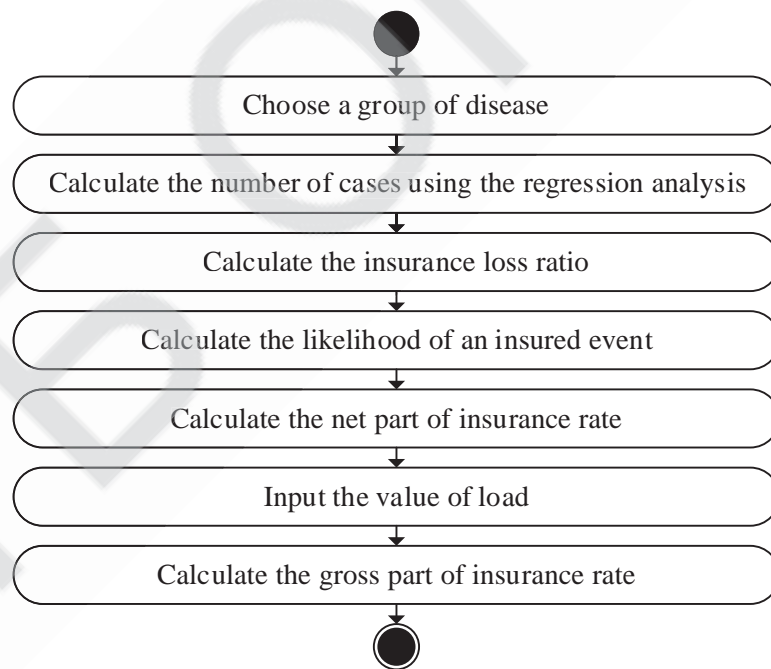 Choose a group of disease
Calculate the number of cases using the regression analysis
Calculate the insurance loss ratio
Calculate the likelihood of an insured event
Calculate the net part of insurance rate
Input the value of load
Calculate the gross part of insurance rate